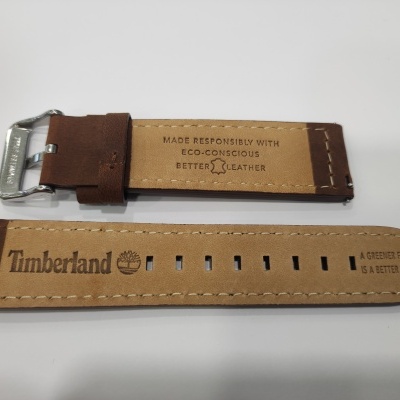 MADE RESPONSIBLY WITH
ECO-CONSCIOUS
BETTER LEATHER
Timberland
A GREENER
IS A BETTER